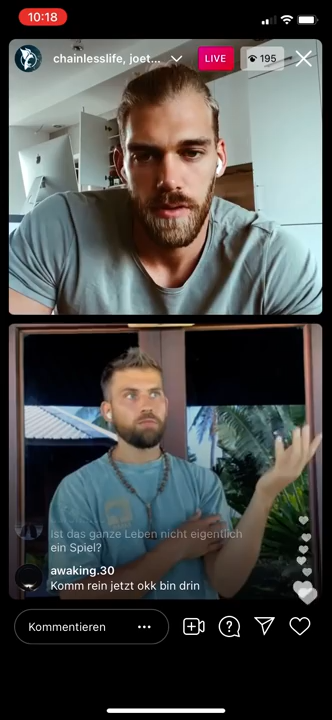 10:18
chainlesslife, joet...
LIVE
195
ist das ganze Leben nicht eigentlich
ein Spiel?
awaking.30
Komm rein jetzt okk bin drin
Kommentieren